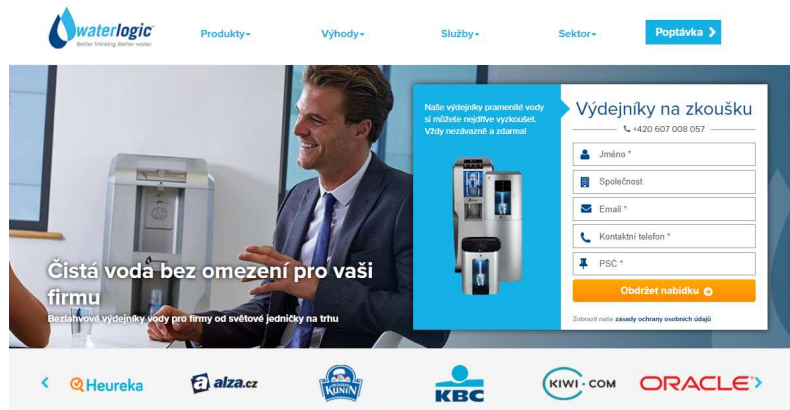 waterlogic
Better thinking Better water.
Produkty
Výhody
Služby
Sektor
Poptávka
Naše výdejníky pramenité vody
si můžete nejdříve vyzkoušet.
Vždy nezávazně a zdarma!
Výdejníky na zkoušku
+420 607 008 057
Jméno *
Společnost
Email *
Kontaktní telefon *
PSČ *
Obdržet nabídku
Zobrazit naše zásady ochrany osobních údajů
Čistá voda bez omezení pro vaši
firmu
Bezlahvové výdejníky vody pro firmy od světové jedničky na trhu
Heureka
a alza.cz
KUNÍN
KBC
KIWI.COM
ORACLE